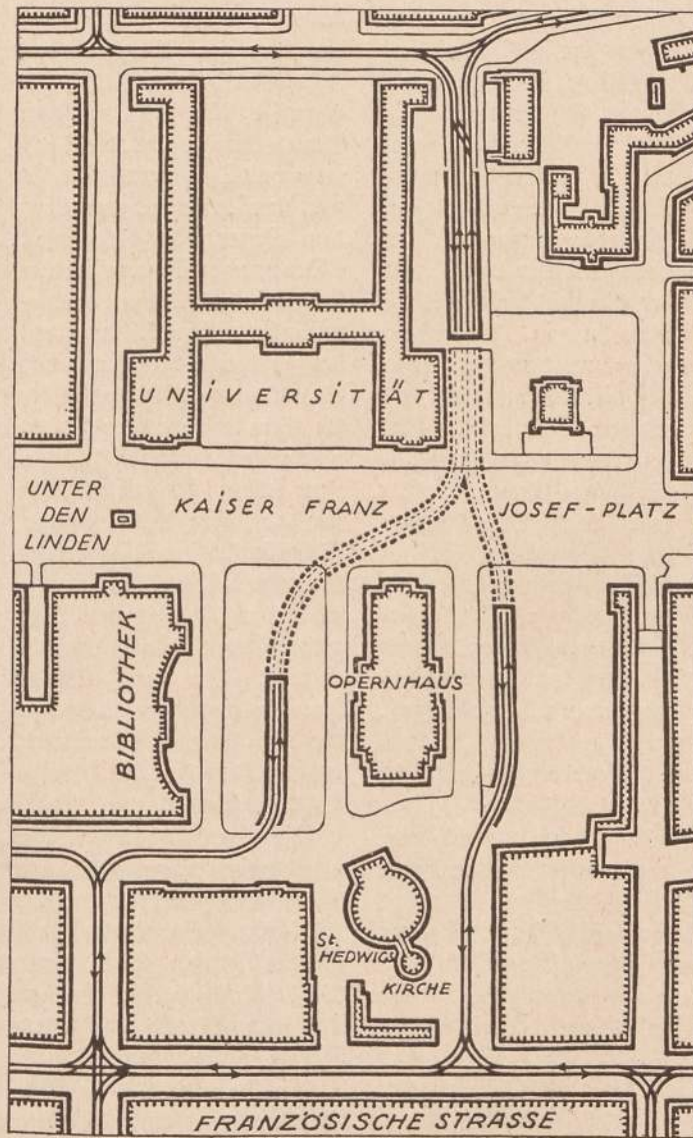 UNIVERSITÄT
UNTER
DEN
LINDEN
KAISER FRANZ JOSEF-PLATZ
BIBLIOTHEK
OPERNHAUS
St.
HEDWIGS
KIRCHE
FRANZÖSISCHE STRASSE